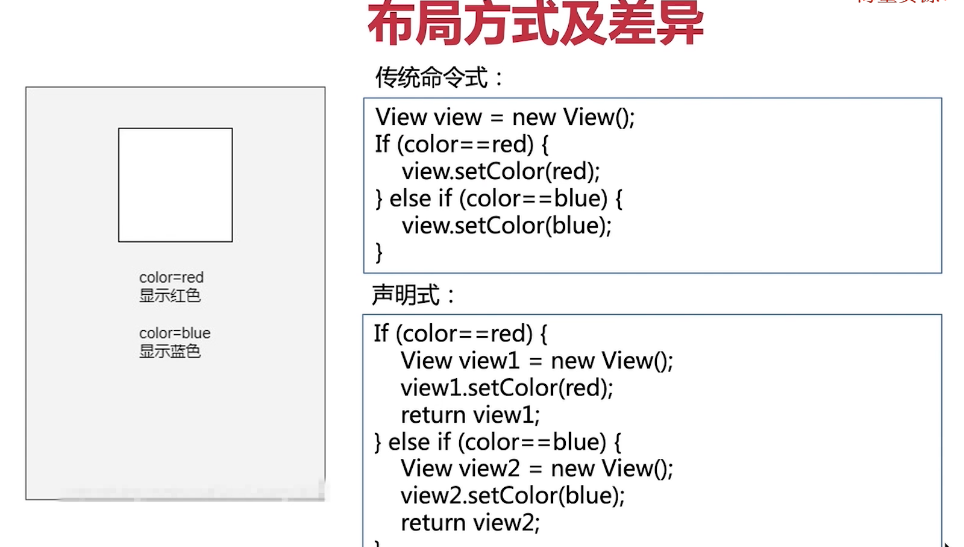 布局方式及差异
传统命令式：
View view = new View();
If (color==red) {
view.setColor(red);
} else if (color==blue) {
view.setColor(blue);
}
color=red
显示红色
color=blue
显示蓝色
声明式：
If (color==red) {
View view1 = new View();
view1.setColor(red);
return view1;
} else if (color==blue) {
View view2 = new View();
view2.setColor(blue);
return view2;
}